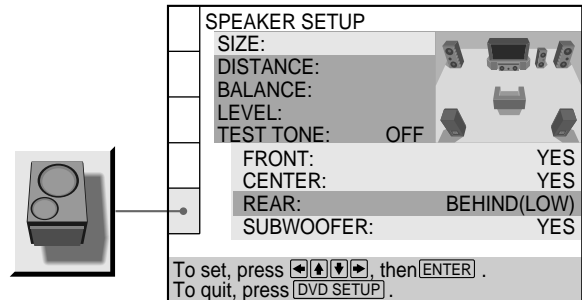 SPEAKER SETUP
SIZE:
DISTANCE:
BALANCE:
LEVEL:
TEST TONE: OFF
FRONT: YES
CENTER: YES
REAR: BEHIND(LOW)
SUBWOOFER: YES
To set, press ←↑↓→, then ENTER .
To quit, press DVD SETUP .